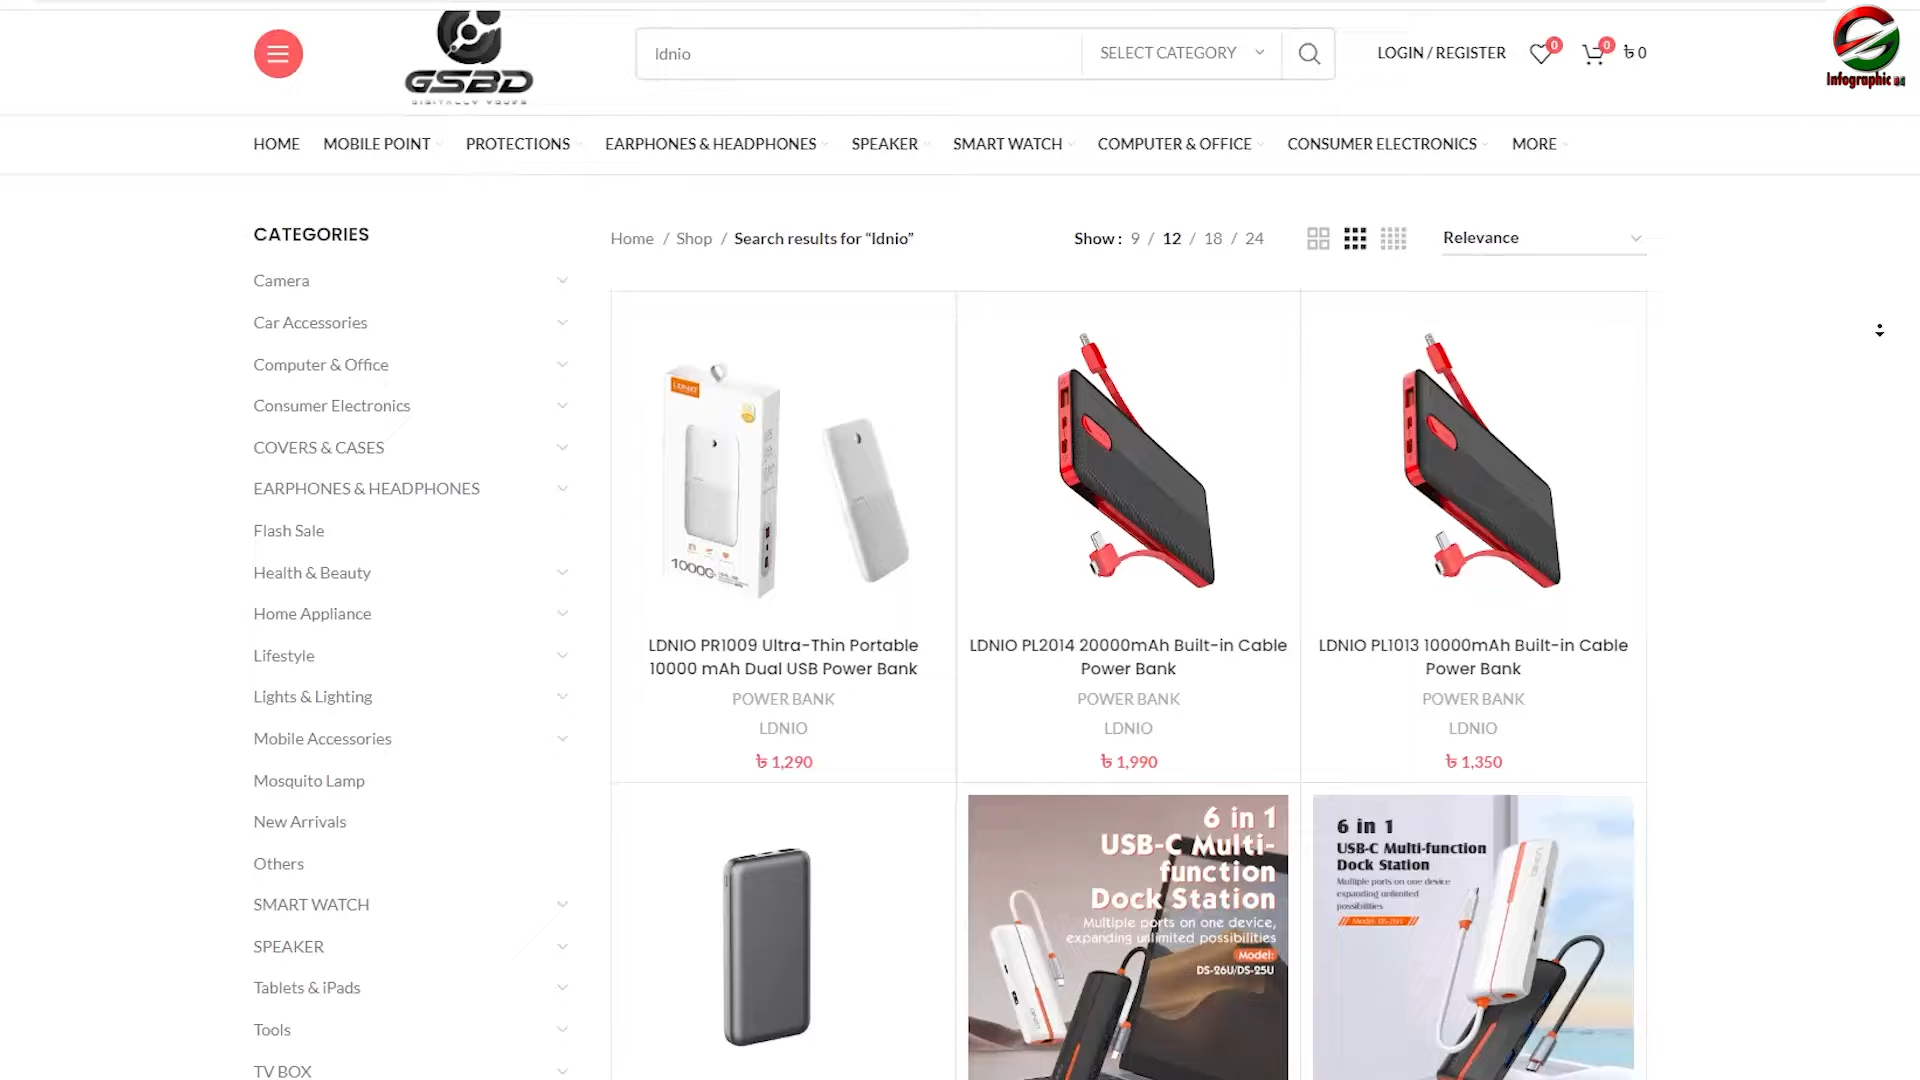 GSBD
DIGITALLY YOURS
ldnio
SELECT CATEGORY
LOGIN / REGISTER
0
0
৳ 0
Infographic
HOME
MOBILE POINT
PROTECTIONS
EARPHONES & HEADPHONES
SPEAKER
SMART WATCH
COMPUTER & OFFICE
CONSUMER ELECTRONICS
MORE
CATEGORIES
Camera
Car Accessories
Computer & Office
Consumer Electronics
COVERS & CASES
EARPHONES & HEADPHONES
Flash Sale
Health & Beauty
Home Appliance
Lifestyle
Lights & Lighting
Mobile Accessories
Mosquito Lamp
New Arrivals
Others
SMART WATCH
SPEAKER
Tablets & iPads
Tools
TV BOX
Home / Shop / Search results for “ldnio”
Show : 9 / 12 / 18 / 24
Relevance
LDNIO
10000
LDNIO PR1009 Ultra-Thin Portable
10000 mAh Dual USB Power Bank
POWER BANK
LDNIO
৳ 1,290
LDNIO PL2014 20000mAh Built-in Cable
Power Bank
POWER BANK
LDNIO
৳ 1,990
LDNIO PL1013 10000mAh Built-in Cable
Power Bank
POWER BANK
LDNIO
৳ 1,350
6 in 1
USB-C Multi-
function
Dock Station
Multiple ports on one device,
expanding unlimited possibilities
Model:
DS-26U/DS-25U
6 in 1
USB-C Multi-function
Dock Station
Multiple ports on one device
expanding unlimited
possibilities